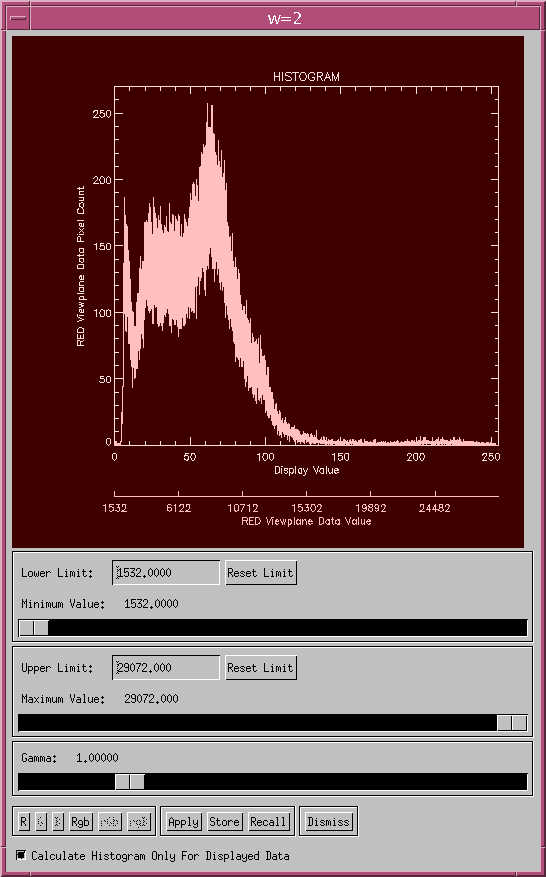 w=2
HISTOGRAM
250
200
150
100
50
0
RED Viewplane Data Pixel Count
0 50 100 150 200 250
Display Value
1532 6122 10712 15302 19892 24482
RED Viewplane Data Value
Lower Limit: 1532.0000 Reset Limit
Minimum Value: 1532.0000
Upper Limit: 29072.000 Reset Limit
Maximum Value: 29072.000
Gamma: 1.00000
R Rgb Apply Store Recall Dismiss
Calculate Histogram Only For Displayed Data